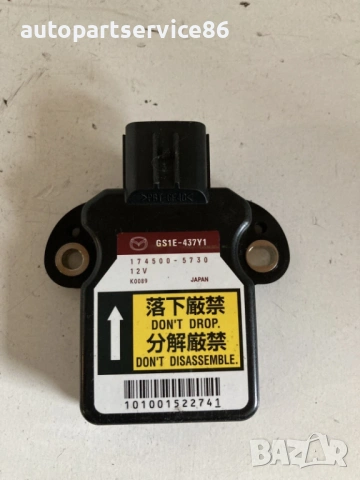 autopartservice86
GS1E-437Y1
174500-5730
12V
K0089 JAPAN
落下厳禁
DON'T DROP.
分解厳禁
DON'T DISASSEMBLE.
101001522741
BAZAR